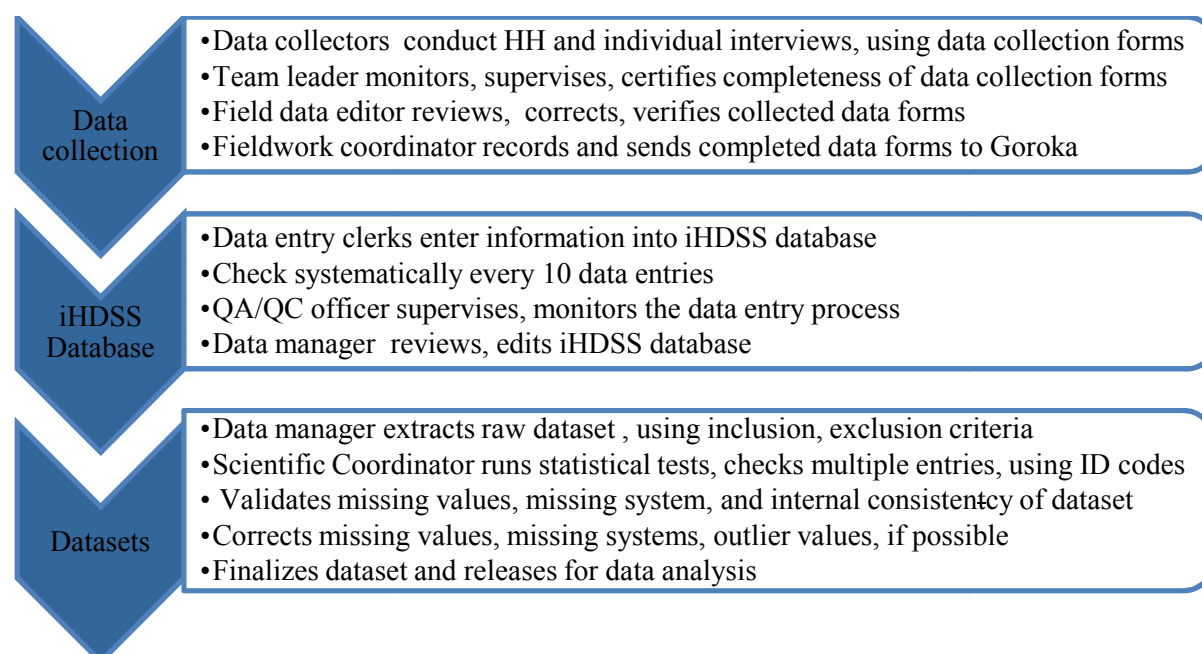 Data
collection
•Data collectors conduct HH and individual interviews, using data collection forms
•Team leader monitors, supervises, certifies completeness of data collection forms
•Field data editor reviews, corrects, verifies collected data forms
•Fieldwork coordinator records and sends completed data forms to Goroka
iHDSS
Database
•Data entry clerks enter information into iHDSS database
•Check systematically every 10 data entries
•QA/QC officer supervises, monitors the data entry process
•Data manager reviews, edits iHDSS database
Datasets
•Data manager extracts raw dataset , using inclusion, exclusion criteria
•Scientific Coordinator runs statistical tests, checks multiple entries, using ID codes
• Validates missing values, missing system, and internal consistentcy of dataset
•Corrects missing values, missing systems, outlier values, if possible
•Finalizes dataset and releases for data analysis